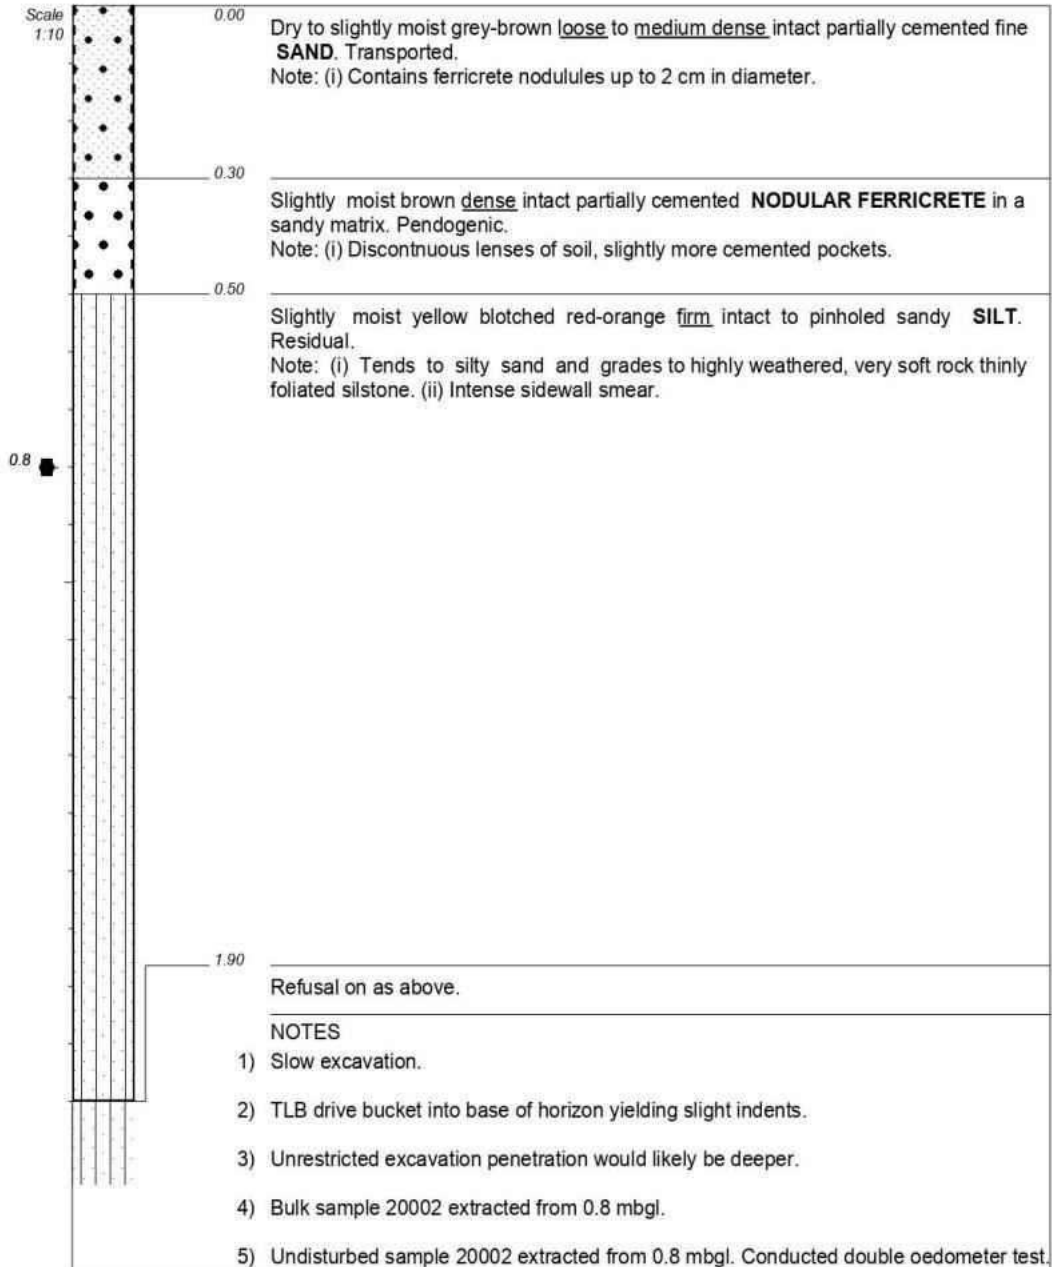 Scale
1:10
0.00
Dry to slightly moist grey-brown loose to medium dense intact partially cemented fine
SAND. Transported.
Note: (i) Contains ferricrete nodulules up to 2 cm in diameter.
0.30
Slightly moist brown dense intact partially cemented NODULAR FERRICRETE in a
sandy matrix. Pendogenic.
Note: (i) Discontnuous lenses of soil, slightly more cemented pockets.
0.50
Slightly moist yellow blotched red-orange firm intact to pinholed sandy SILT.
Residual.
Note: (i) Tends to silty sand and grades to highly weathered, very soft rock thinly
foliated silstone. (ii) Intense sidewall smear.
0.8
1.90
Refusal on as above.
NOTES
1) Slow excavation.
2) TLB drive bucket into base of horizon yielding slight indents.
3) Unrestricted excavation penetration would likely be deeper.
4) Bulk sample 20002 extracted from 0.8 mbgl.
5) Undisturbed sample 20002 extracted from 0.8 mbgl. Conducted double oedometer test.